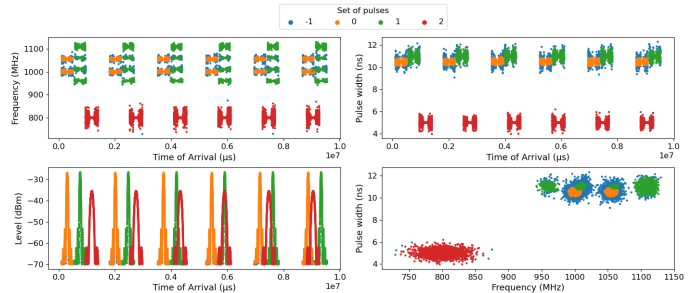 Set of pulses
-1 0 1 2
Frequency (MHz)
1100
1000
900
800
0.0 0.2 0.4 0.6 0.8 1.0
Time of Arrival (µs)
1e7
Pulse width (ns)
12
10
8
6
4
0.0 0.2 0.4 0.6 0.8 1.0
Time of Arrival (µs)
1e7
Level (dBm)
−30
−40
−50
−60
−70
0.0 0.2 0.4 0.6 0.8 1.0
Time of Arrival (µs)
1e7
Pulse width (ns)
12
10
8
6
4
750 800 850 900 950 1000 1050 1100 1150
Frequency (MHz)